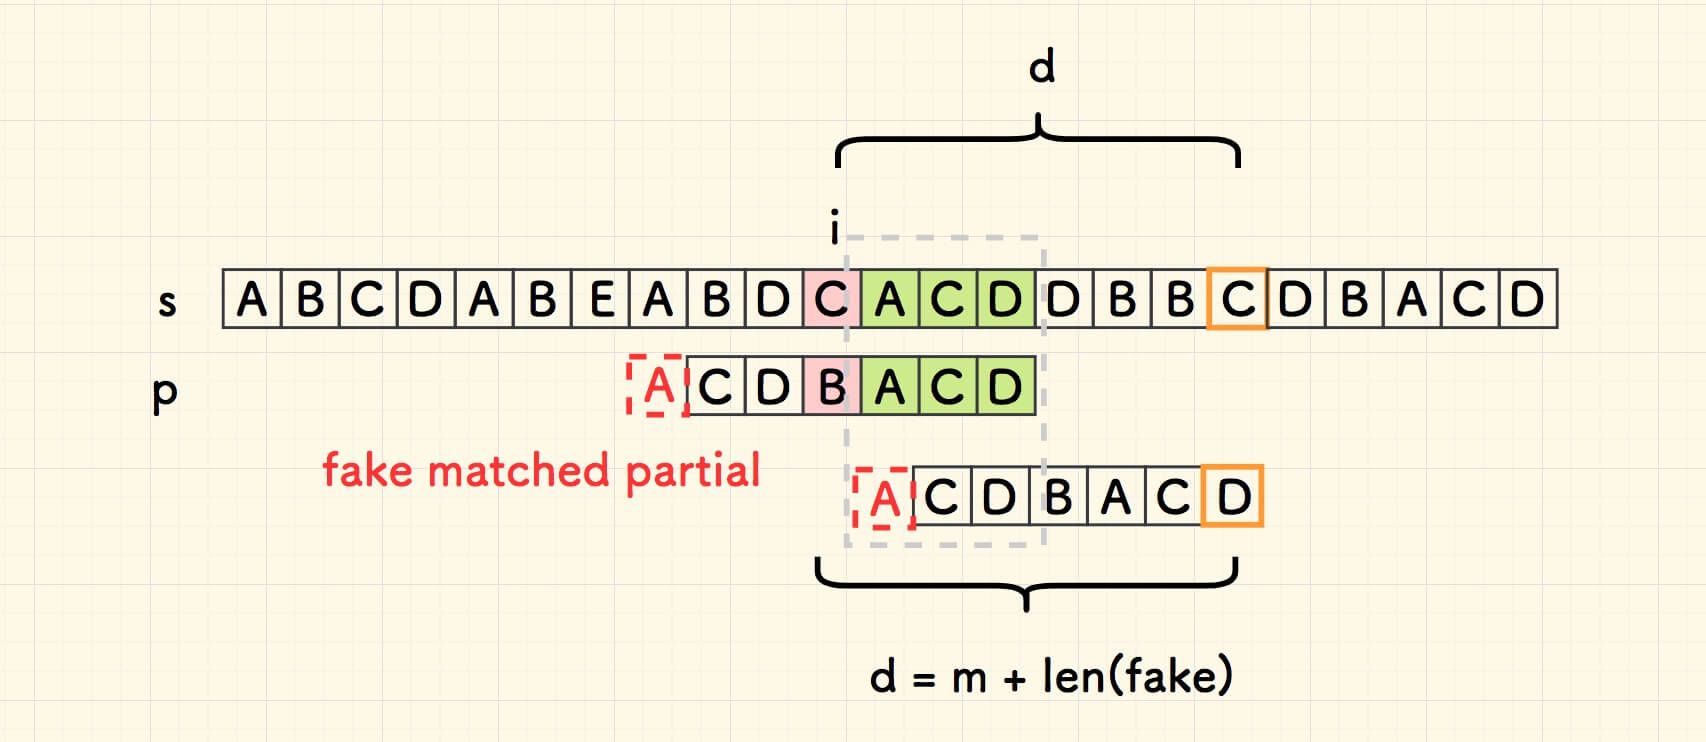 d
i
s A B C D A B E A B D C A C D D B B C D B A C D
p A C D B A C D
fake matched partial
A C D B A C D
d = m + len(fake)